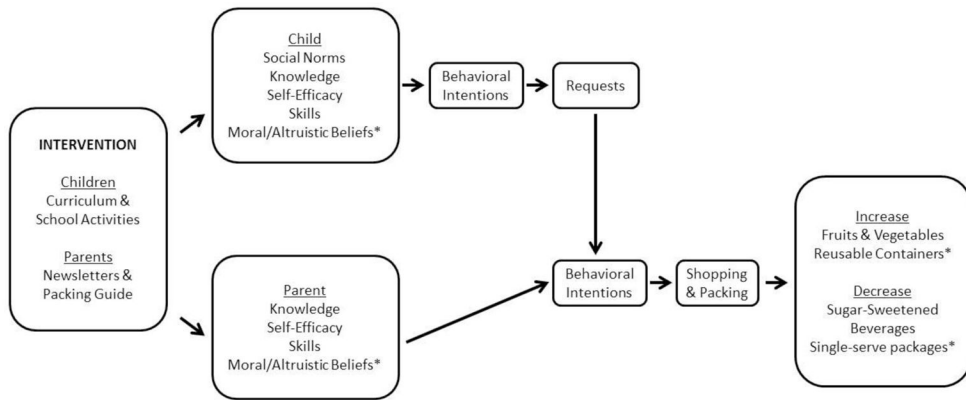 INTERVENTION
Children
Curriculum &
School Activities
Parents
Newsletters &
Packing Guide
Child
Social Norms
Knowledge
Self-Efficacy
Skills
Moral/Altruistic Beliefs*
Behavioral
Intentions
Requests
Parent
Knowledge
Self-Efficacy
Skills
Moral/Altruistic Beliefs*
Behavioral
Intentions
Shopping
& Packing
Increase
Fruits & Vegetables
Reusable Containers*
Decrease
Sugar-Sweetened
Beverages
Single-serve packages*